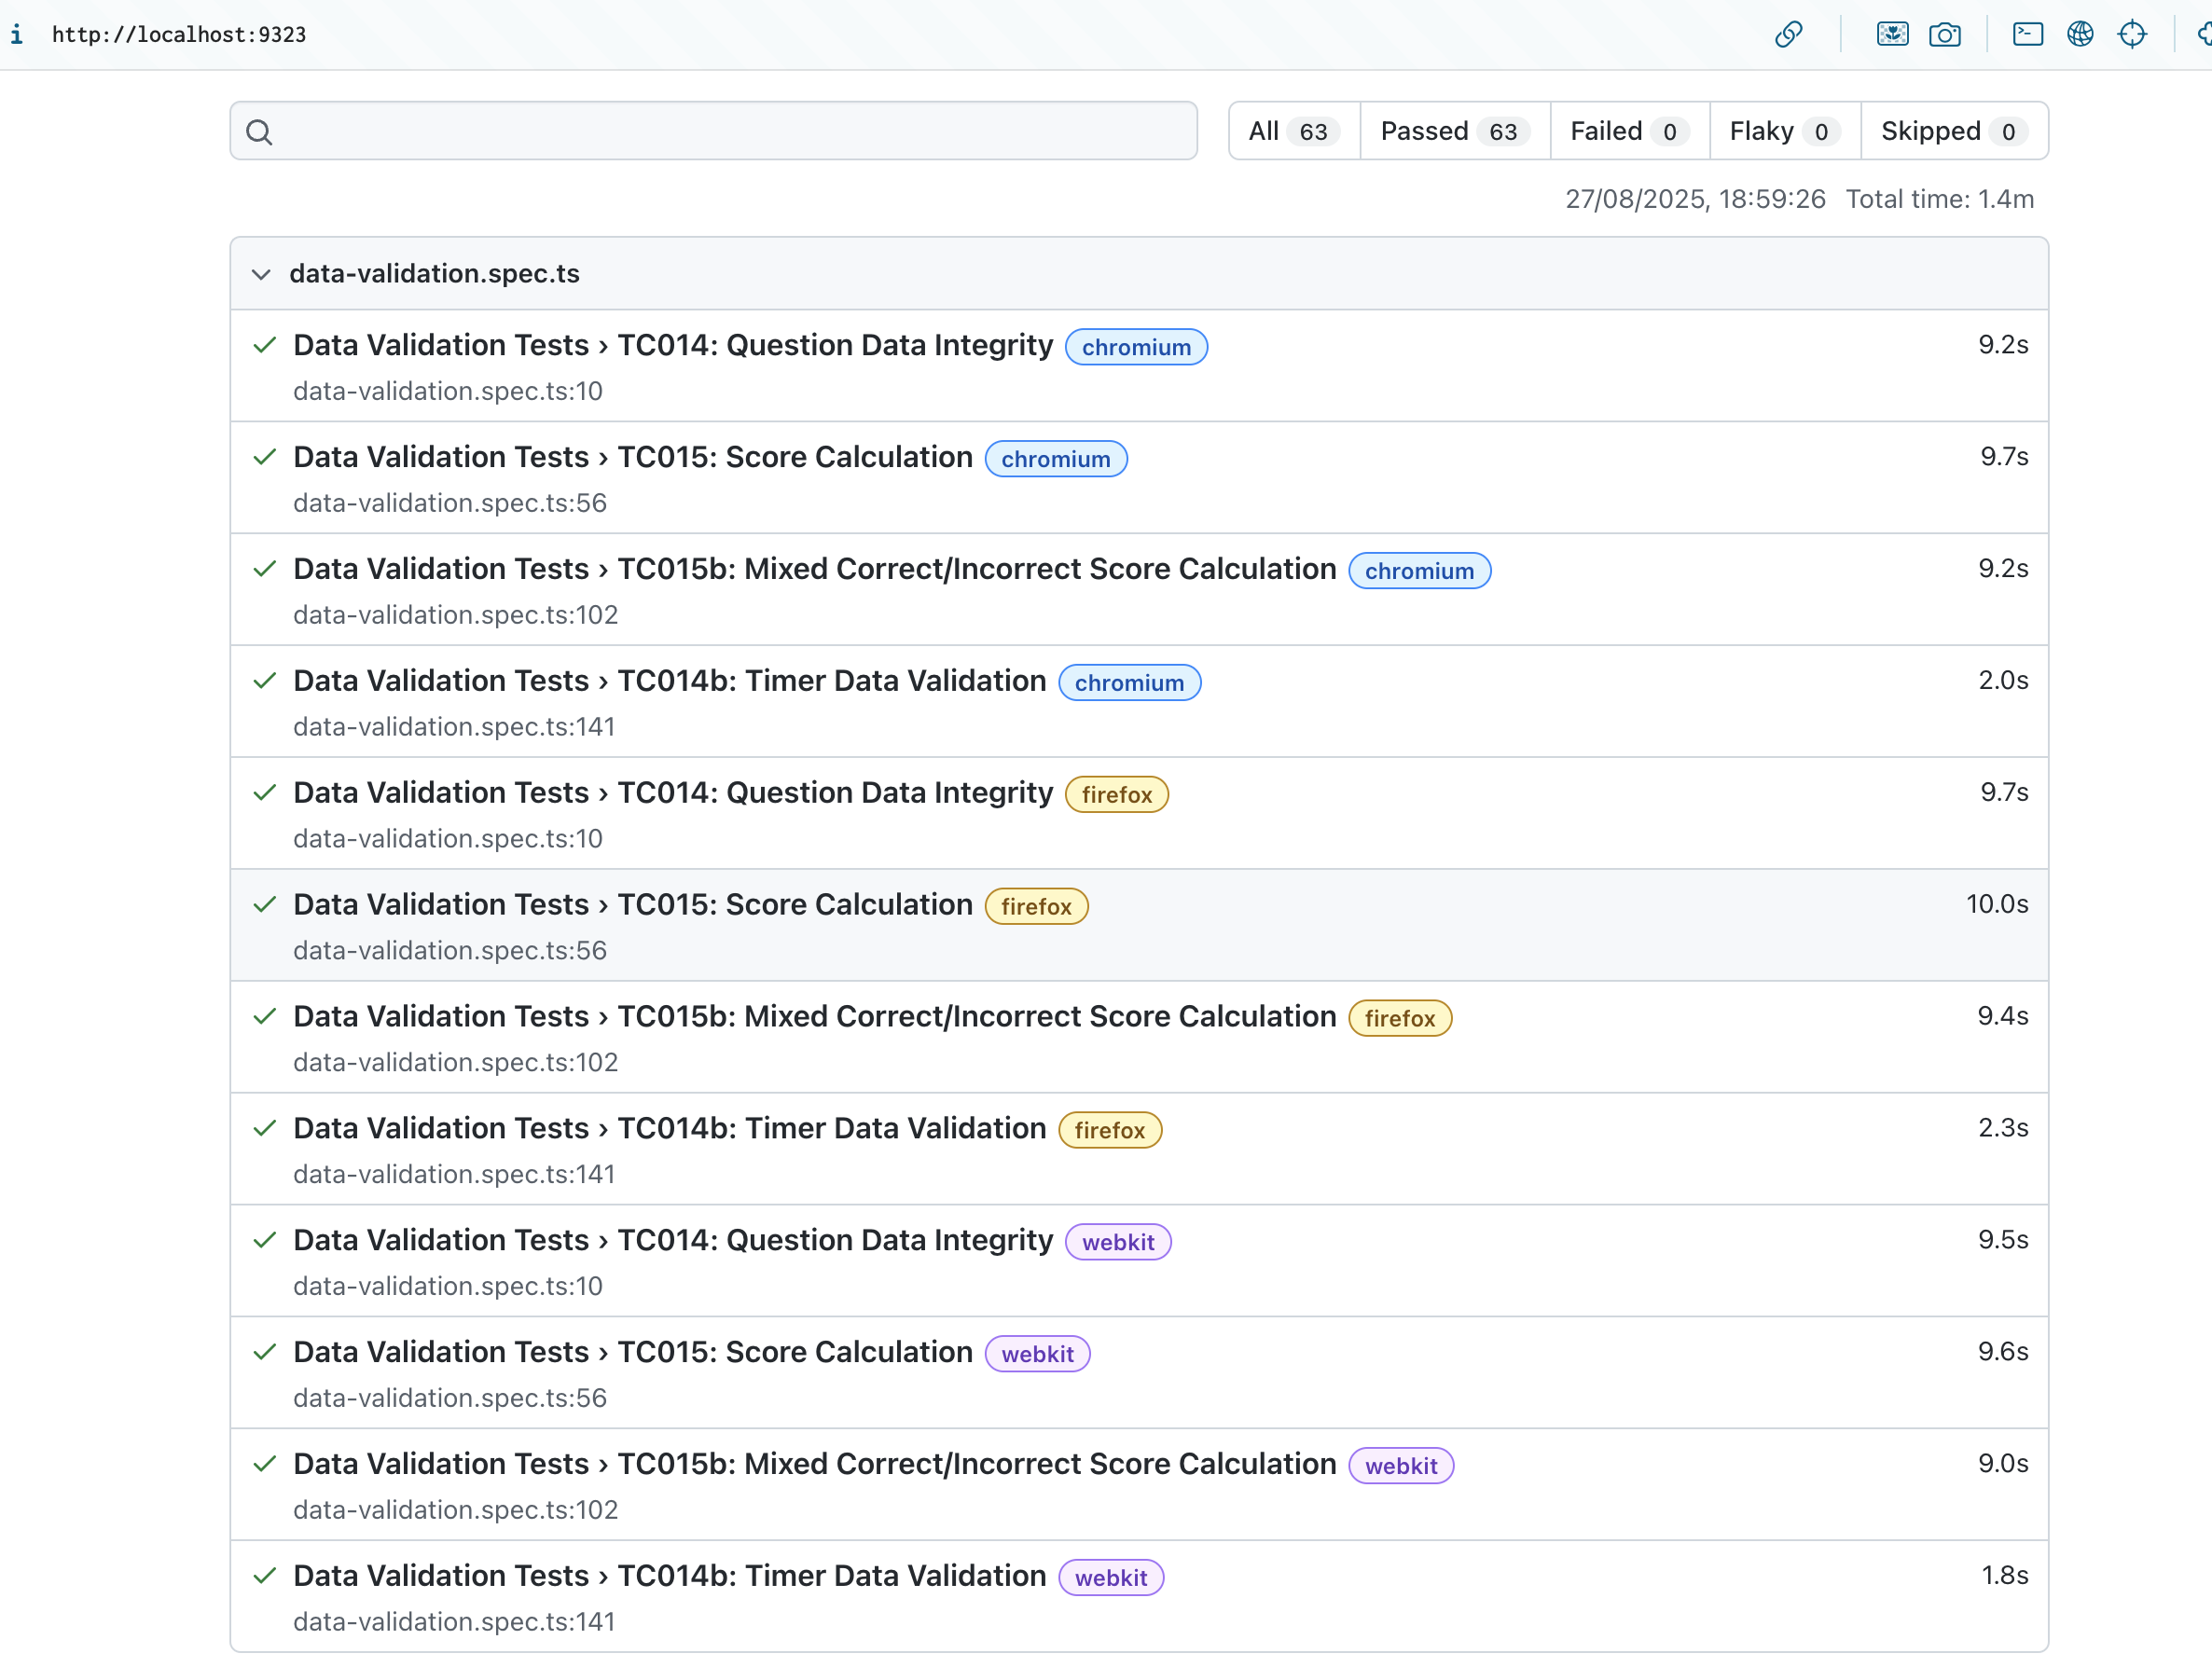 i http://localhost:9323
All 63 Passed 63 Failed 0 Flaky 0 Skipped 0
27/08/2025, 18:59:26 Total time: 1.4m
data-validation.spec.ts
Data Validation Tests › TC014: Question Data Integrity chromium 9.2s
data-validation.spec.ts:10
Data Validation Tests › TC015: Score Calculation chromium 9.7s
data-validation.spec.ts:56
Data Validation Tests › TC015b: Mixed Correct/Incorrect Score Calculation chromium 9.2s
data-validation.spec.ts:102
Data Validation Tests › TC014b: Timer Data Validation chromium 2.0s
data-validation.spec.ts:141
Data Validation Tests › TC014: Question Data Integrity firefox 9.7s
data-validation.spec.ts:10
Data Validation Tests › TC015: Score Calculation firefox 10.0s
data-validation.spec.ts:56
Data Validation Tests › TC015b: Mixed Correct/Incorrect Score Calculation firefox 9.4s
data-validation.spec.ts:102
Data Validation Tests › TC014b: Timer Data Validation firefox 2.3s
data-validation.spec.ts:141
Data Validation Tests › TC014: Question Data Integrity webkit 9.5s
data-validation.spec.ts:10
Data Validation Tests › TC015: Score Calculation webkit 9.6s
data-validation.spec.ts:56
Data Validation Tests › TC015b: Mixed Correct/Incorrect Score Calculation webkit 9.0s
data-validation.spec.ts:102
Data Validation Tests › TC014b: Timer Data Validation webkit 1.8s
data-validation.spec.ts:141